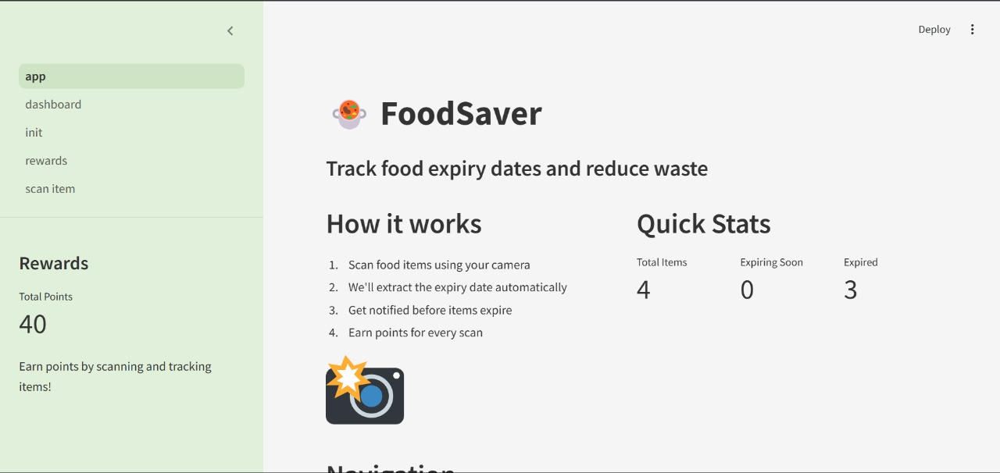 app
dashboard
init
rewards
scan item
Rewards
Total Points
40
Earn points by scanning and tracking
items!
Deploy
FoodSaver
Track food expiry dates and reduce waste
How it works
1. Scan food items using your camera
2. We'll extract the expiry date automatically
3. Get notified before items expire
4. Earn points for every scan
Quick Stats
Total Items Expiring Soon Expired
4 0 3
Navigation